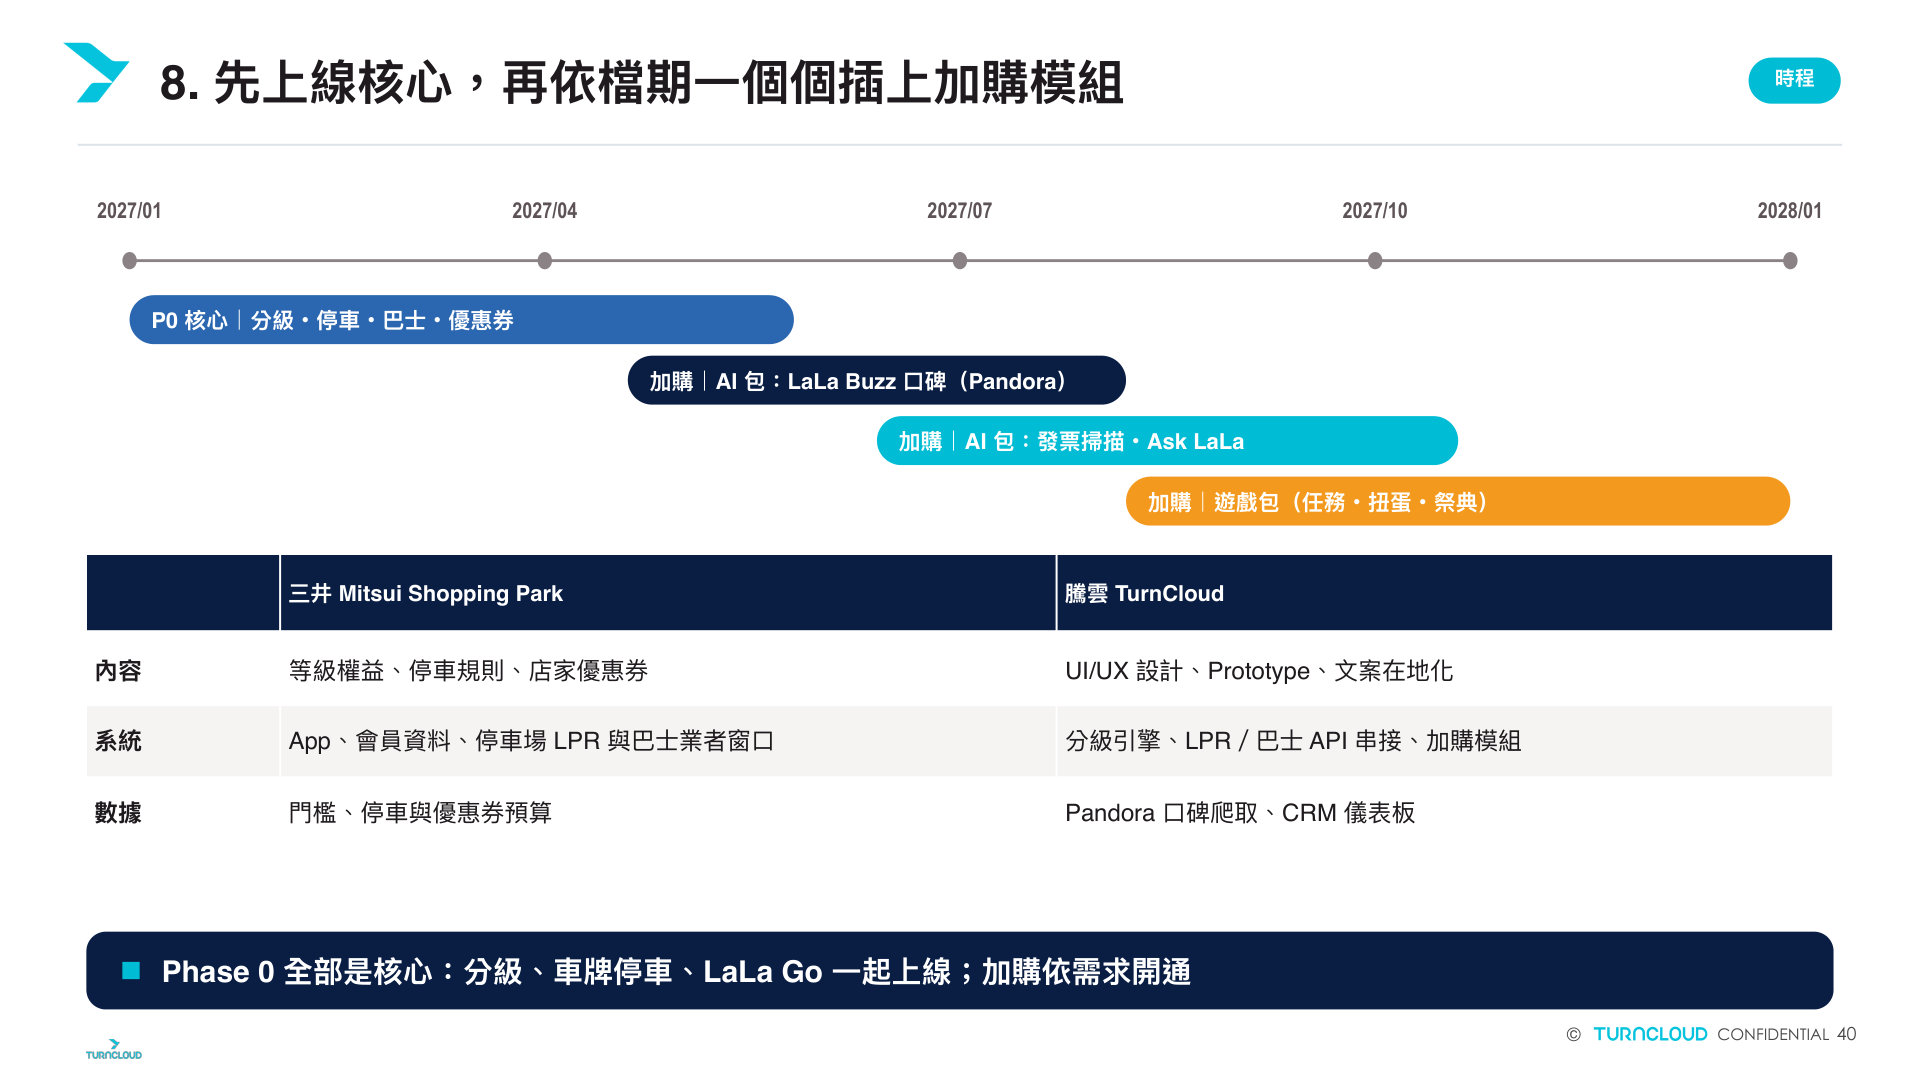 8. 先上線核心，再依檔期一個個插上加購模組
時程
2027/01
2027/04
2027/07
2027/10
2028/01
P0 核心｜分級・停車・巴士・優惠券
加購｜AI 包：LaLa Buzz 口碑（Pandora）
加購｜AI 包：發票掃描・Ask LaLa
加購｜遊戲包（任務・扭蛋・祭典）
三井 Mitsui Shopping Park
騰雲 TurnCloud
內容
等級權益、停車規則、店家優惠券
UI/UX 設計、Prototype、文案在地化
系統
App、會員資料、停車場 LPR 與巴士業者窗口
分級引擎、LPR／巴士 API 串接、加購模組
數據
門檻、停車與優惠券預算
Pandora 口碑爬取、CRM 儀表板
Phase 0 全部是核心：分級、車牌停車、LaLa Go 一起上線；加購依需求開通
TURNCLOUD
© TURNCLOUD CONFIDENTIAL 40